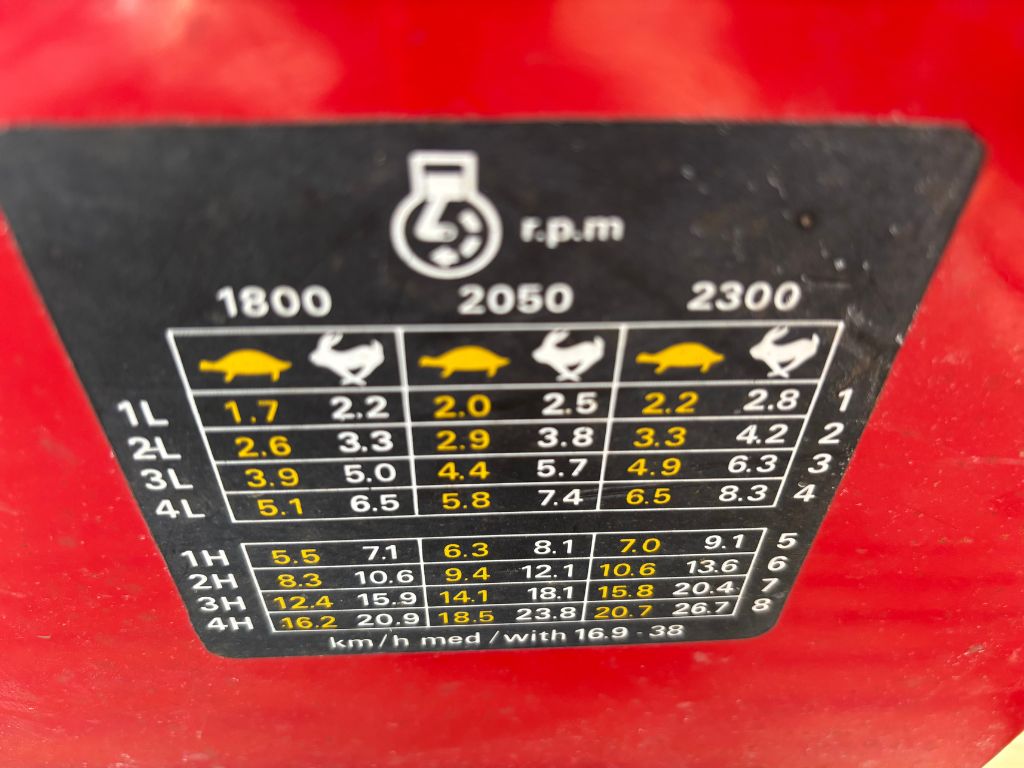 r.p.m
1800 2050 2300
1L 1.7 2.2 2.0 2.5 2.2 2.8 1
2L 2.6 3.3 2.9 3.8 3.3 4.2 2
3L 3.9 5.0 4.4 5.7 4.9 6.3 3
4L 5.1 6.5 5.8 7.4 6.5 8.3 4
1H 5.5 7.1 6.3 8.1 7.0 9.1 5
2H 8.3 10.6 9.4 12.1 10.6 13.6 6
3H 12.4 15.9 14.1 18.1 15.8 20.4 7
4H 16.2 20.9 18.5 23.8 20.7 26.7 8
km/h med/with 16.9-38